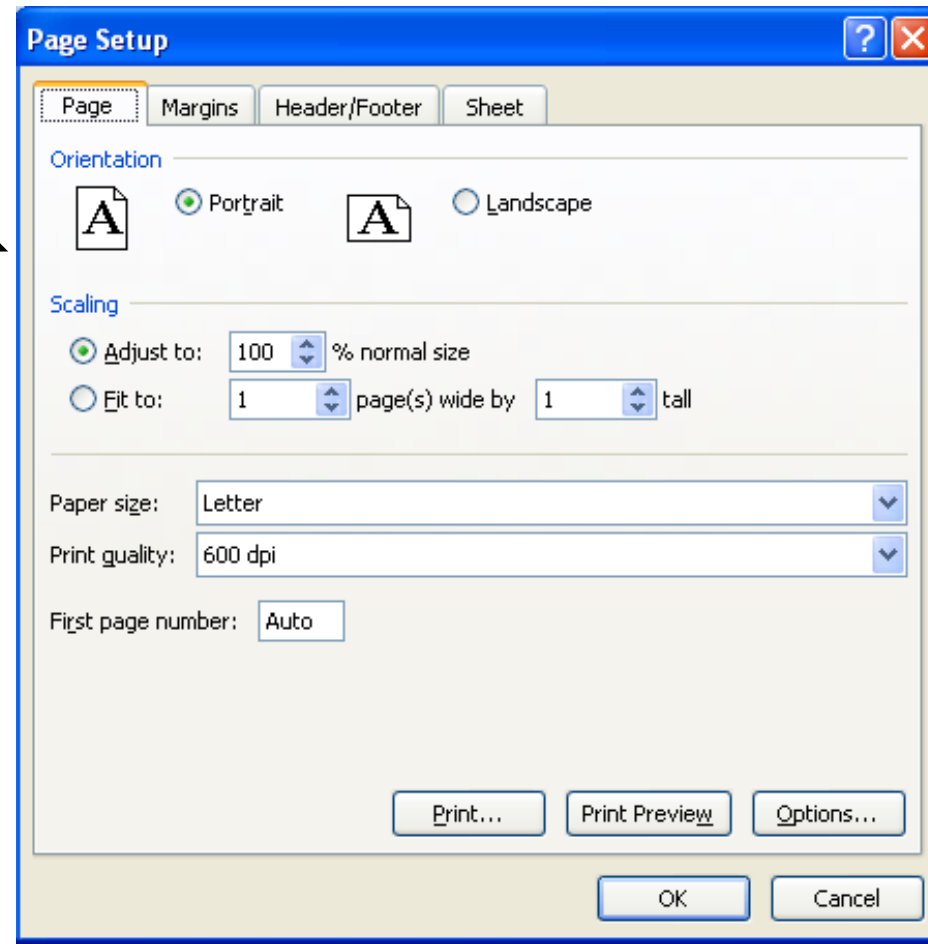 Page Setup
Page Margins Header/Footer Sheet
Orientation
A Portrait A Landscape
Scaling
Adjust to: 100 % normal size
Fit to: 1 page(s) wide by 1 tall
Paper size: Letter
Print quality: 600 dpi
First page number: Auto
Print... Print Preview Options...
OK Cancel